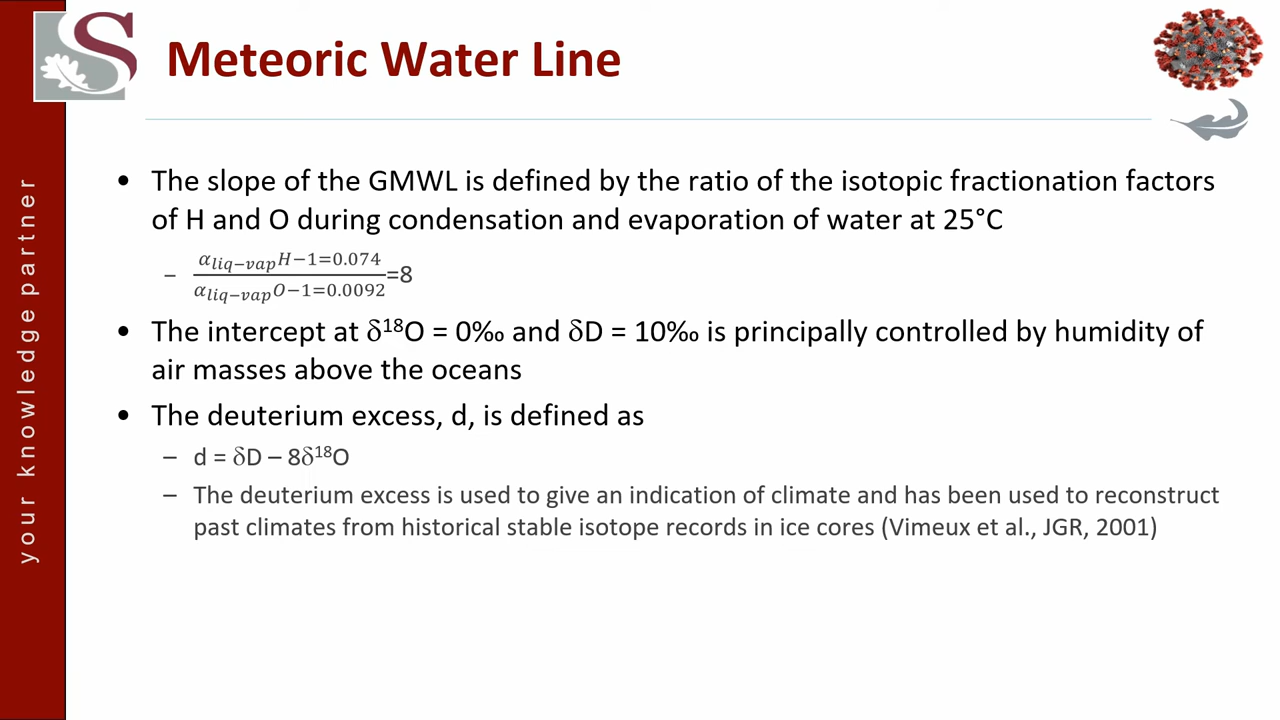 Meteoric Water Line
your knowledge partner
• The slope of the GMWL is defined by the ratio of the isotopic fractionation factors
of H and O during condensation and evaporation of water at 25°C
– (α_{liq−vap}H−1=0.074)/(α_{liq−vap}O−1=0.0092)=8
• The intercept at δ¹⁸O = 0‰ and δD = 10‰ is principally controlled by humidity of
air masses above the oceans
• The deuterium excess, d, is defined as
– d = δD – 8δ¹⁸O
– The deuterium excess is used to give an indication of climate and has been used to reconstruct
past climates from historical stable isotope records in ice cores (Vimeux et al., JGR, 2001)